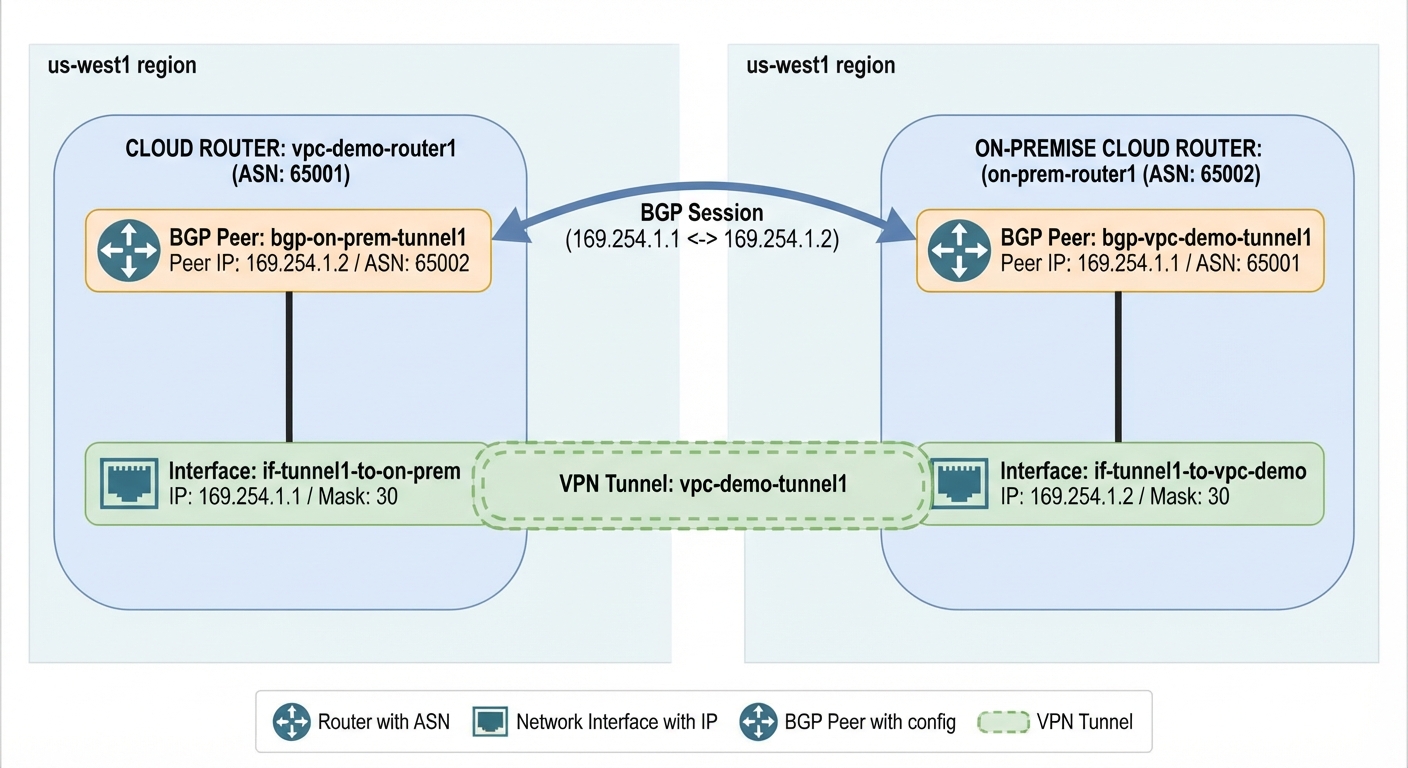 us-west1 region
us-west1 region
CLOUD ROUTER: vpc-demo-router1
(ASN: 65001)
ON-PREMISE CLOUD ROUTER:
(on-prem-router1 (ASN: 65002)
BGP Session
(169.254.1.1 <-> 169.254.1.2)
BGP Peer: bgp-on-prem-tunnel1
Peer IP: 169.254.1.2 / ASN: 65002
BGP Peer: bgp-vpc-demo-tunnel1
Peer IP: 169.254.1.1 / ASN: 65001
Interface: if-tunnel1-to-on-prem
IP: 169.254.1.1 / Mask: 30
VPN Tunnel: vpc-demo-tunnel1
Interface: if-tunnel1-to-vpc-demo
IP: 169.254.1.2 / Mask: 30
Router with ASN
Network Interface with IP
BGP Peer with config
VPN Tunnel